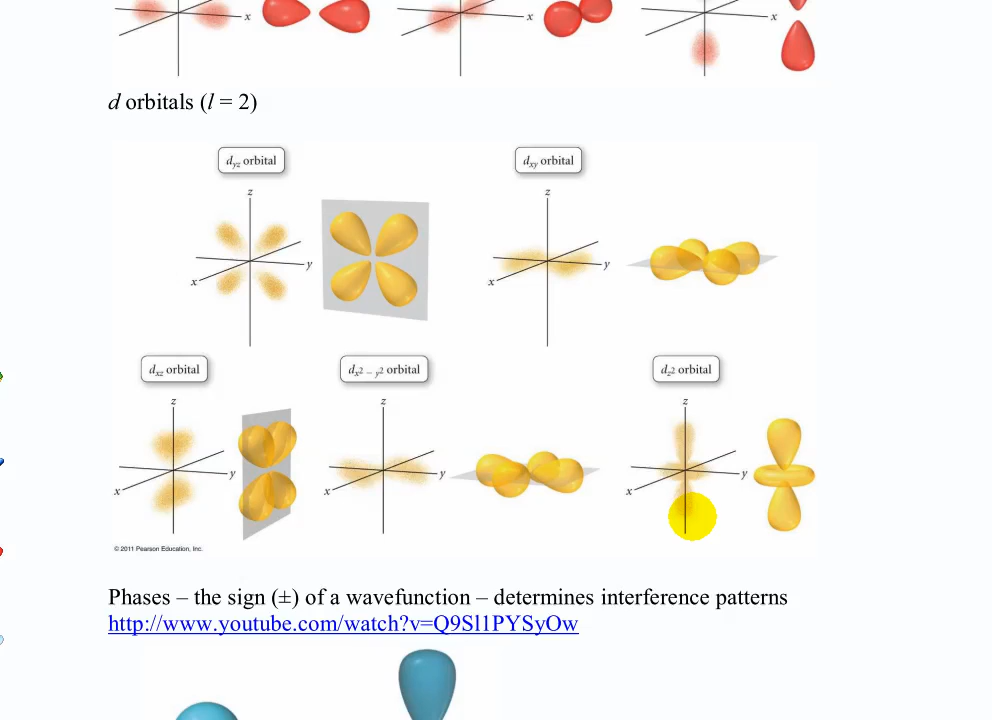 x
x
x
d orbitals (l = 2)
dyz orbital
dxy orbital
z
z
y
x
y
x
dxz orbital
dx2 – y2 orbital
dz2 orbital
z
z
z
y
x
y
x
y
x
© 2011 Pearson Education, Inc.
Phases – the sign (±) of a wavefunction – determines interference patterns
http://www.youtube.com/watch?v=Q9Sl1PYSyOw